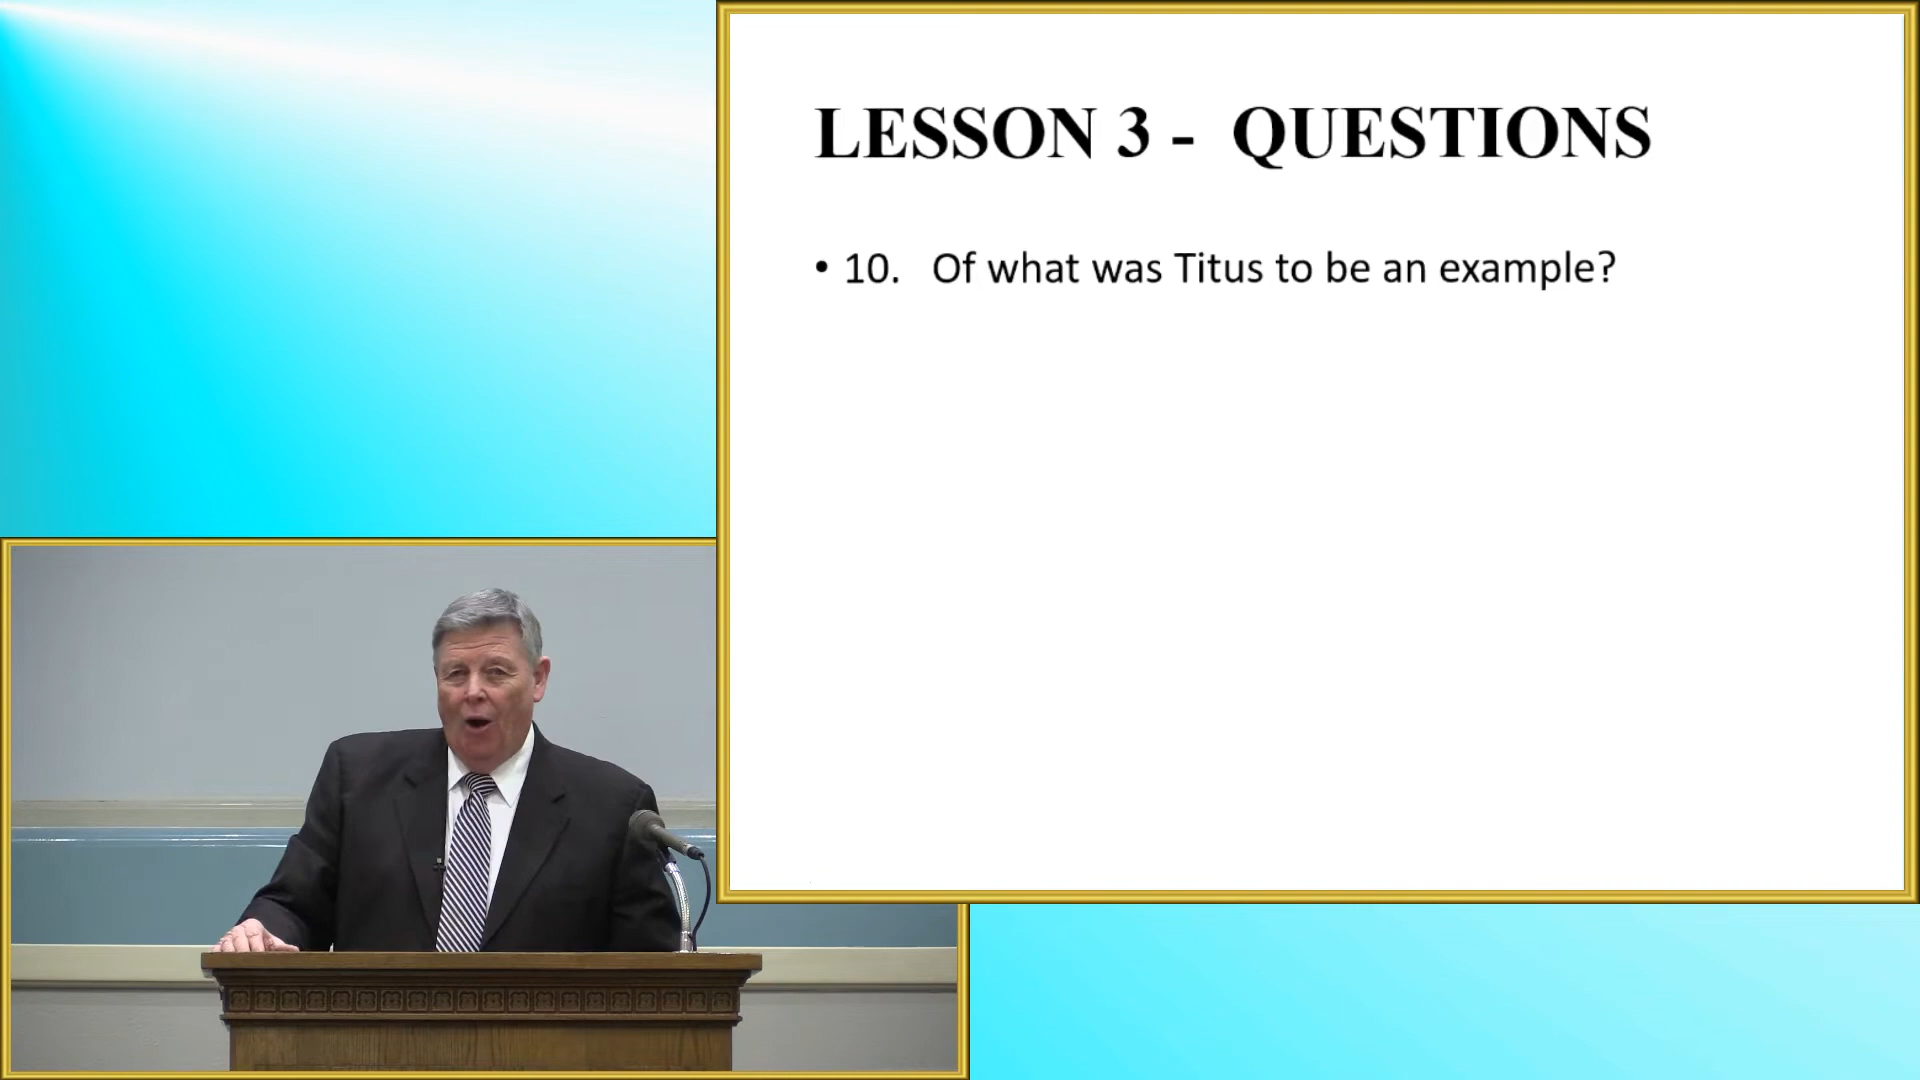 LESSON 3 - QUESTIONS
• 10. Of what was Titus to be an example?